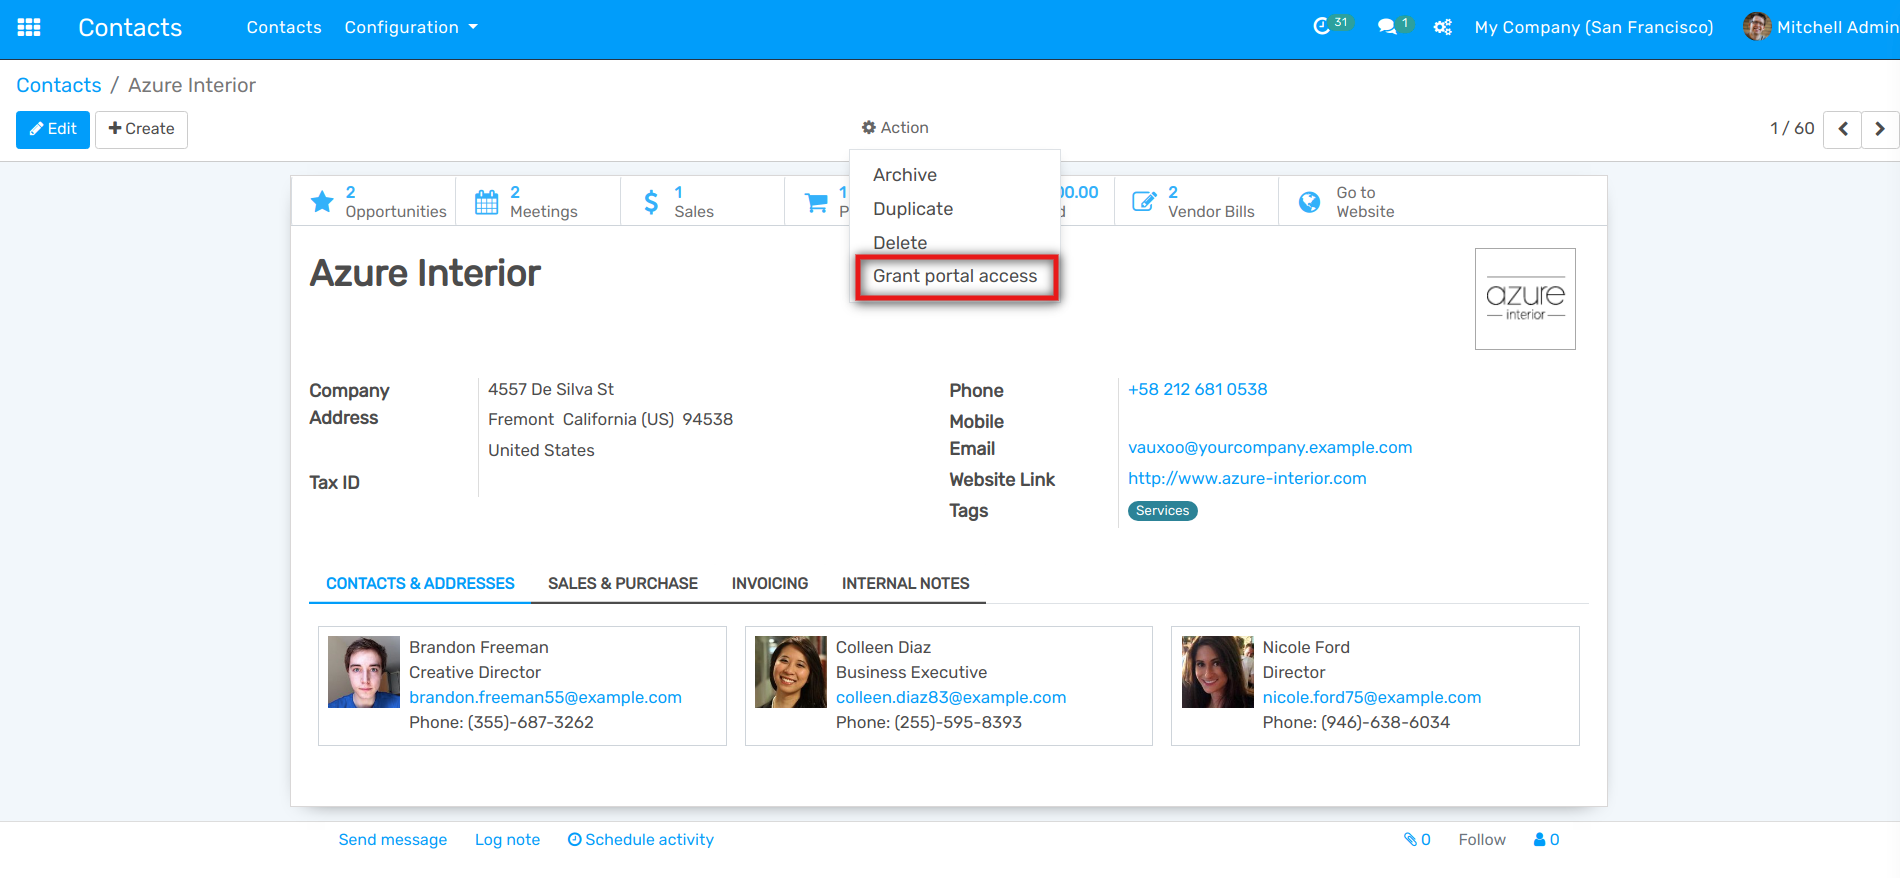 Contacts
Contacts
Configuration
31
1
My Company (San Francisco)
Mitchell Admin
Contacts / Azure Interior
Edit
Create
Action
1 / 60
Archive
Duplicate
Delete
Grant portal access
2
Opportunities
2
Meetings
1
Sales
1
P
00.00
d
2
Vendor Bills
Go to
Website
Azure Interior
azure
interior
Company
Address
4557 De Silva St
Fremont California (US) 94538
United States
Tax ID
Phone
+58 212 681 0538
Mobile
Email
vauxoo@yourcompany.example.com
Website Link
http://www.azure-interior.com
Tags
Services
CONTACTS & ADDRESSES
SALES & PURCHASE
INVOICING
INTERNAL NOTES
Brandon Freeman
Creative Director
brandon.freeman55@example.com
Phone: (355)-687-3262
Colleen Diaz
Business Executive
colleen.diaz83@example.com
Phone: (255)-595-8393
Nicole Ford
Director
nicole.ford75@example.com
Phone: (946)-638-6034
Send message
Log note
Schedule activity
0
Follow
0